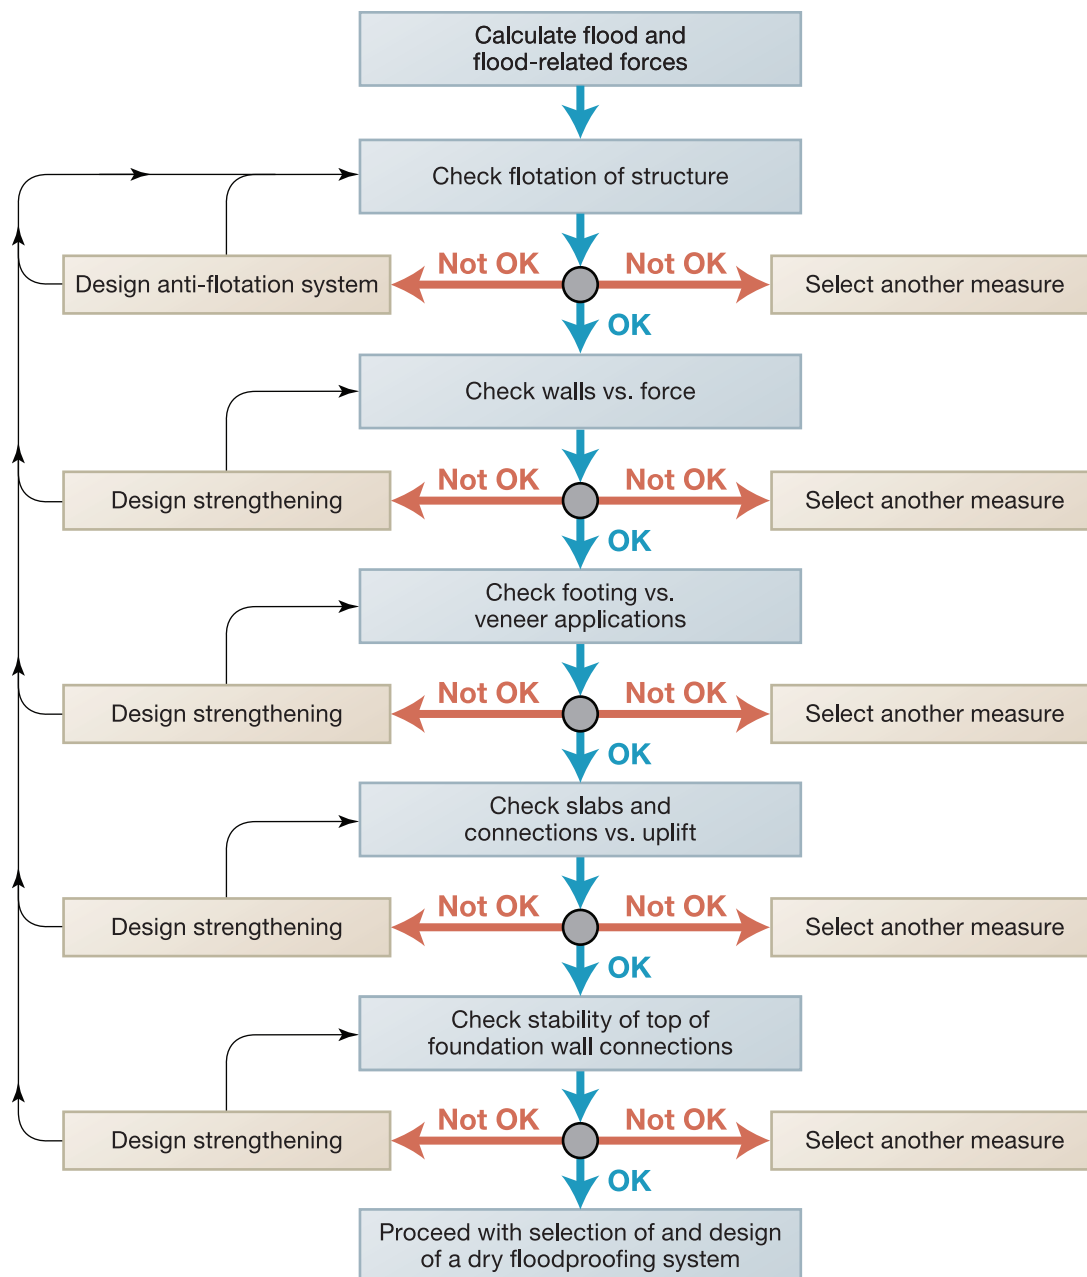 Calculate flood and
flood-related forces
Check flotation of structure
Not OK
Not OK
Design anti-flotation system
Select another measure
OK
Check walls vs. force
Not OK
Not OK
Design strengthening
Select another measure
OK
Check footing vs.
veneer applications
Not OK
Not OK
Design strengthening
Select another measure
OK
Check slabs and
connections vs. uplift
Not OK
Not OK
Design strengthening
Select another measure
OK
Check stability of top of
foundation wall connections
Not OK
Not OK
Design strengthening
Select another measure
OK
Proceed with selection of and design
of a dry floodproofing system